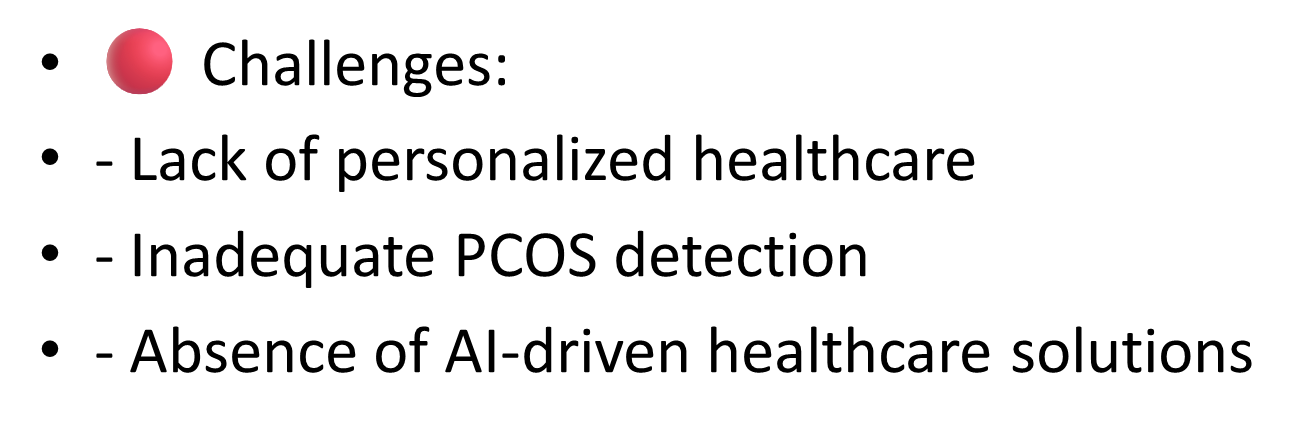 • 🔴 Challenges:
• - Lack of personalized healthcare
• - Inadequate PCOS detection
• - Absence of AI-driven healthcare solutions